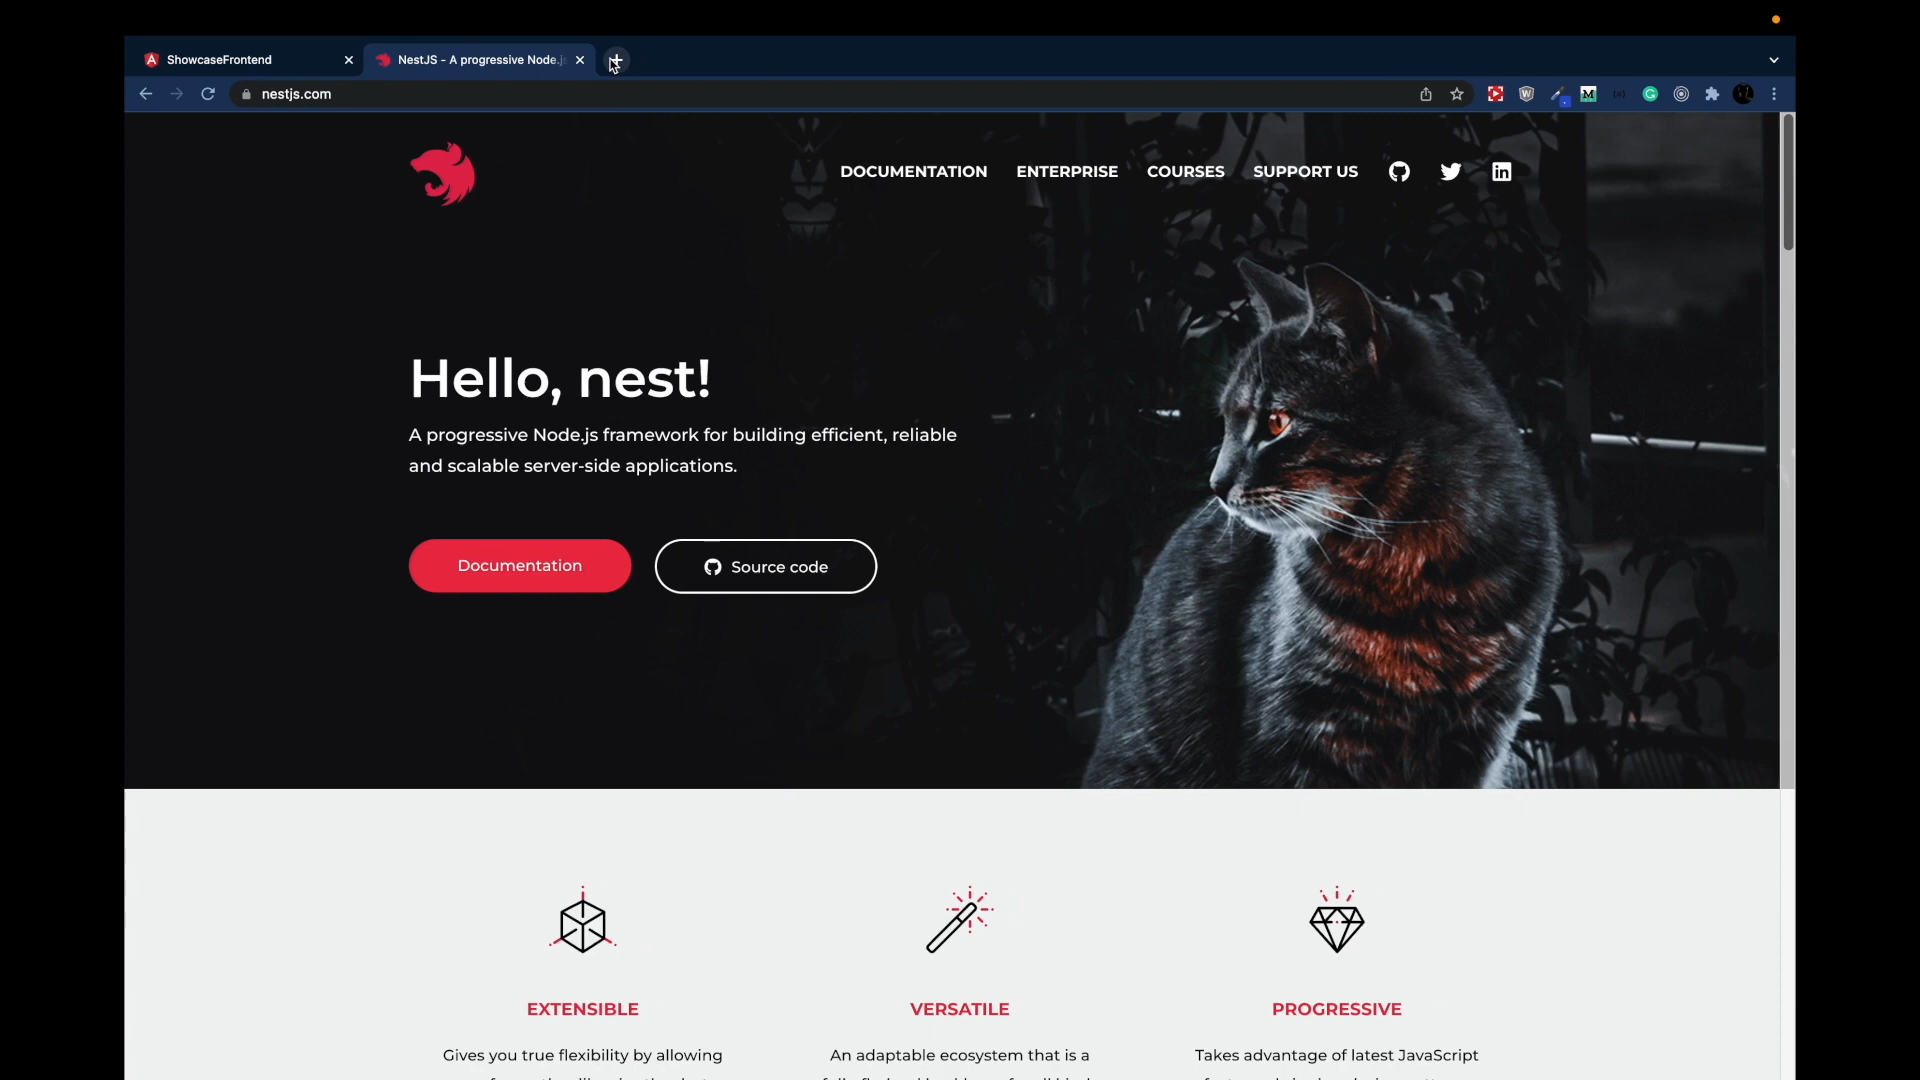 ShowcaseFrontend
NestJS - A progressive Node.js
nestjs.com
DOCUMENTATION ENTERPRISE COURSES SUPPORT US
Hello, nest!
A progressive Node.js framework for building efficient, reliable
and scalable server-side applications.
Documentation
Source code
EXTENSIBLE
VERSATILE
PROGRESSIVE
Gives you true flexibility by allowing
An adaptable ecosystem that is a
Takes advantage of latest JavaScript